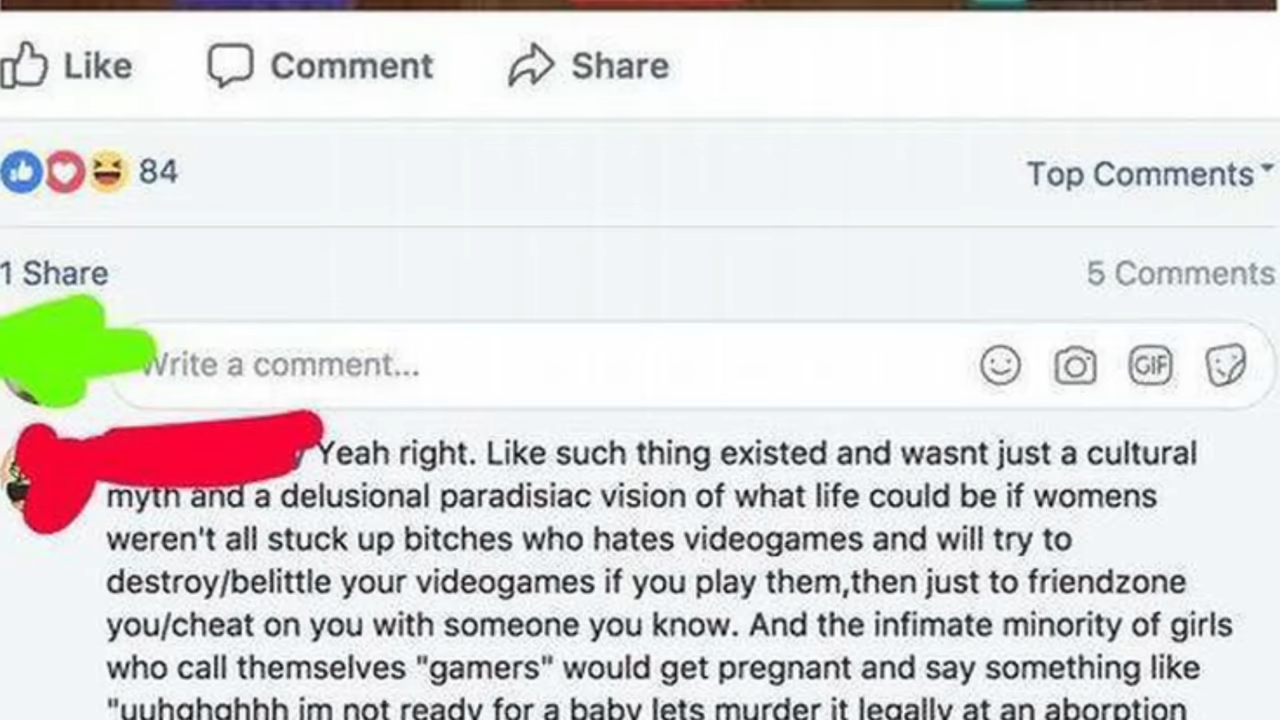 Like Comment Share
84 Top Comments
1 Share 5 Comments
Write a comment... GIF
Yeah right. Like such thing existed and wasnt just a cultural
myth and a delusional paradisiac vision of what life could be if womens
weren't all stuck up bitches who hates videogames and will try to
destroy/belittle your videogames if you play them,then just to friendzone
you/cheat on you with someone you know. And the infimate minority of girls
who call themselves "gamers" would get pregnant and say something like
"uuhghghhh im not ready for a baby lets murder it legally at an aborption